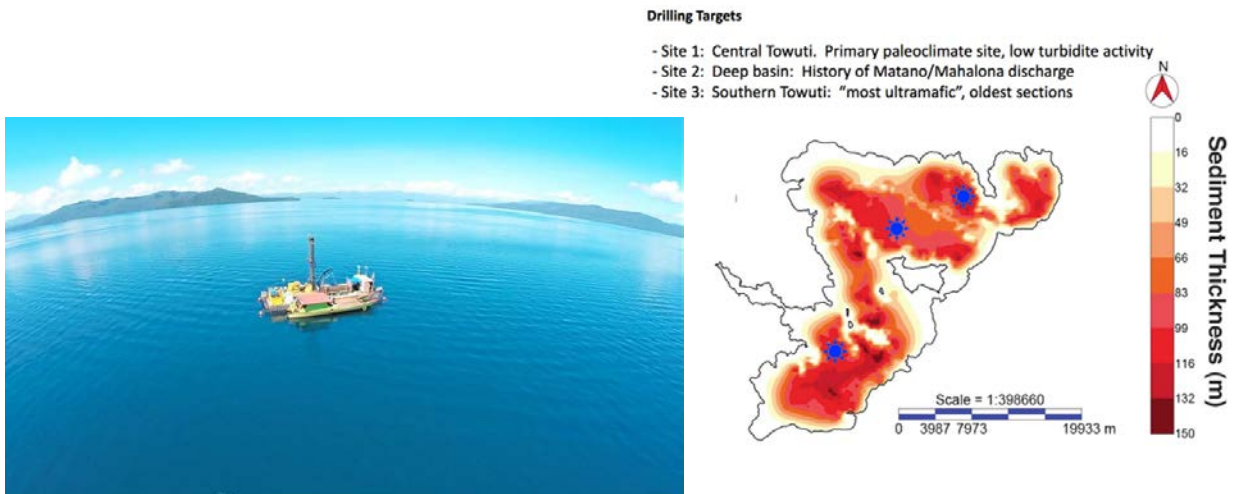 Drilling Targets
- Site 1: Central Towuti. Primary paleoclimate site, low turbidite activity
- Site 2: Deep basin: History of Matano/Mahalona discharge
- Site 3: Southern Towuti: “most ultramafic”, oldest sections
N
0
16
32
49
66
83
99
116
132
150
Sediment Thickness (m)
Scale = 1:398660
0 3987 7973 19933 m